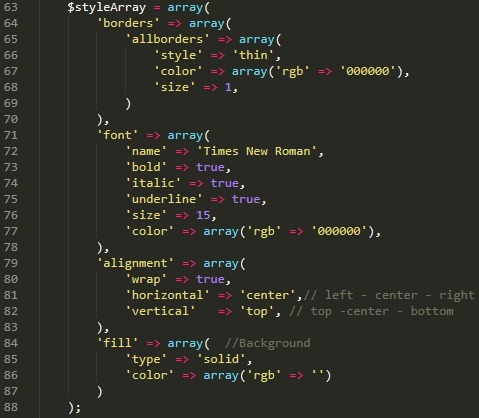 63 $styleArray = array(
64 'borders' => array(
65 'allborders' => array(
66 'style' => 'thin',
67 'color' => array('rgb' => '000000'),
68 'size' => 1,
69 )
70 ),
71 'font' => array(
72 'name' => 'Times New Roman',
73 'bold' => true,
74 'italic' => true,
75 'underline' => true,
76 'size' => 15,
77 'color' => array('rgb' => '000000'),
78 ),
79 'alignment' => array(
80 'wrap' => true,
81 'horizontal' => 'center',// left - center - right
82 'vertical'   => 'top', // top -center - bottom
83 ),
84 'fill' => array(  //Background
85 'type' => 'solid',
86 'color' => array('rgb' => '')
87 )
88 );